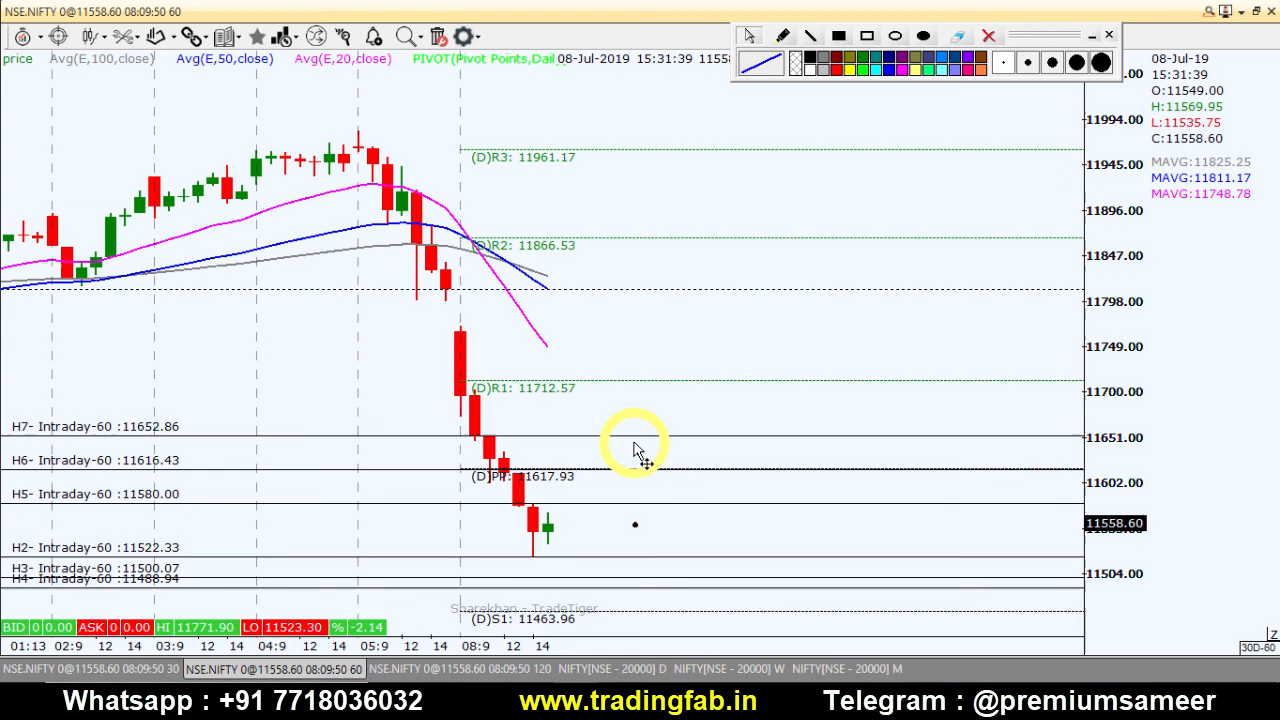 NSE.NIFTY 0@11558.60 08:09:50 60
price Avg(E,100,close) Avg(E,50,close) Avg(E,20,close) PIVOT(Pivot Points,Dail 08-Jul-2019 15:31:39 1155
08-Jul-19
15:31:39
O:11549.00
H:11569.95
L:11535.75
C:11558.60
MAVG:11825.25
MAVG:11811.17
MAVG:11748.78
11994.00
11945.00
11896.00
11847.00
11798.00
11749.00
11700.00
11651.00
11602.00
11558.60
11504.00
(D)R3: 11961.17
(D)R2: 11866.53
(D)R1: 11712.57
H7- Intraday-60 :11652.86
H6- Intraday-60 :11616.43
(D)PP: 11617.93
H5- Intraday-60 :11580.00
H2- Intraday-60 :11522.33
H3- Intraday-60 :11500.07
H4- Intraday-60 :11488.94
Sharekhan - TradeTiger
(D)S1: 11463.96
BID 0 0.00 ASK 0 0.00 HI 11771.90 LO 11523.30 % -2.14
Z
01:13 02:9 12 14 03:9 12 14 04:9 12 14 05:9 12 14 08:9 12 14 30D-60
NSE.NIFTY 0@11558.60 08:09:50 30 NSE.NIFTY 0@11558.60 08:09:50 60 NSE.NIFTY 0@11558.60 08:09:50 120 NIFTY[NSE - 20000] D NIFTY[NSE - 20000] W NIFTY[NSE - 20000] M
Whatsapp : +91 7718036032 www.tradingfab.in Telegram : @premiumsameer